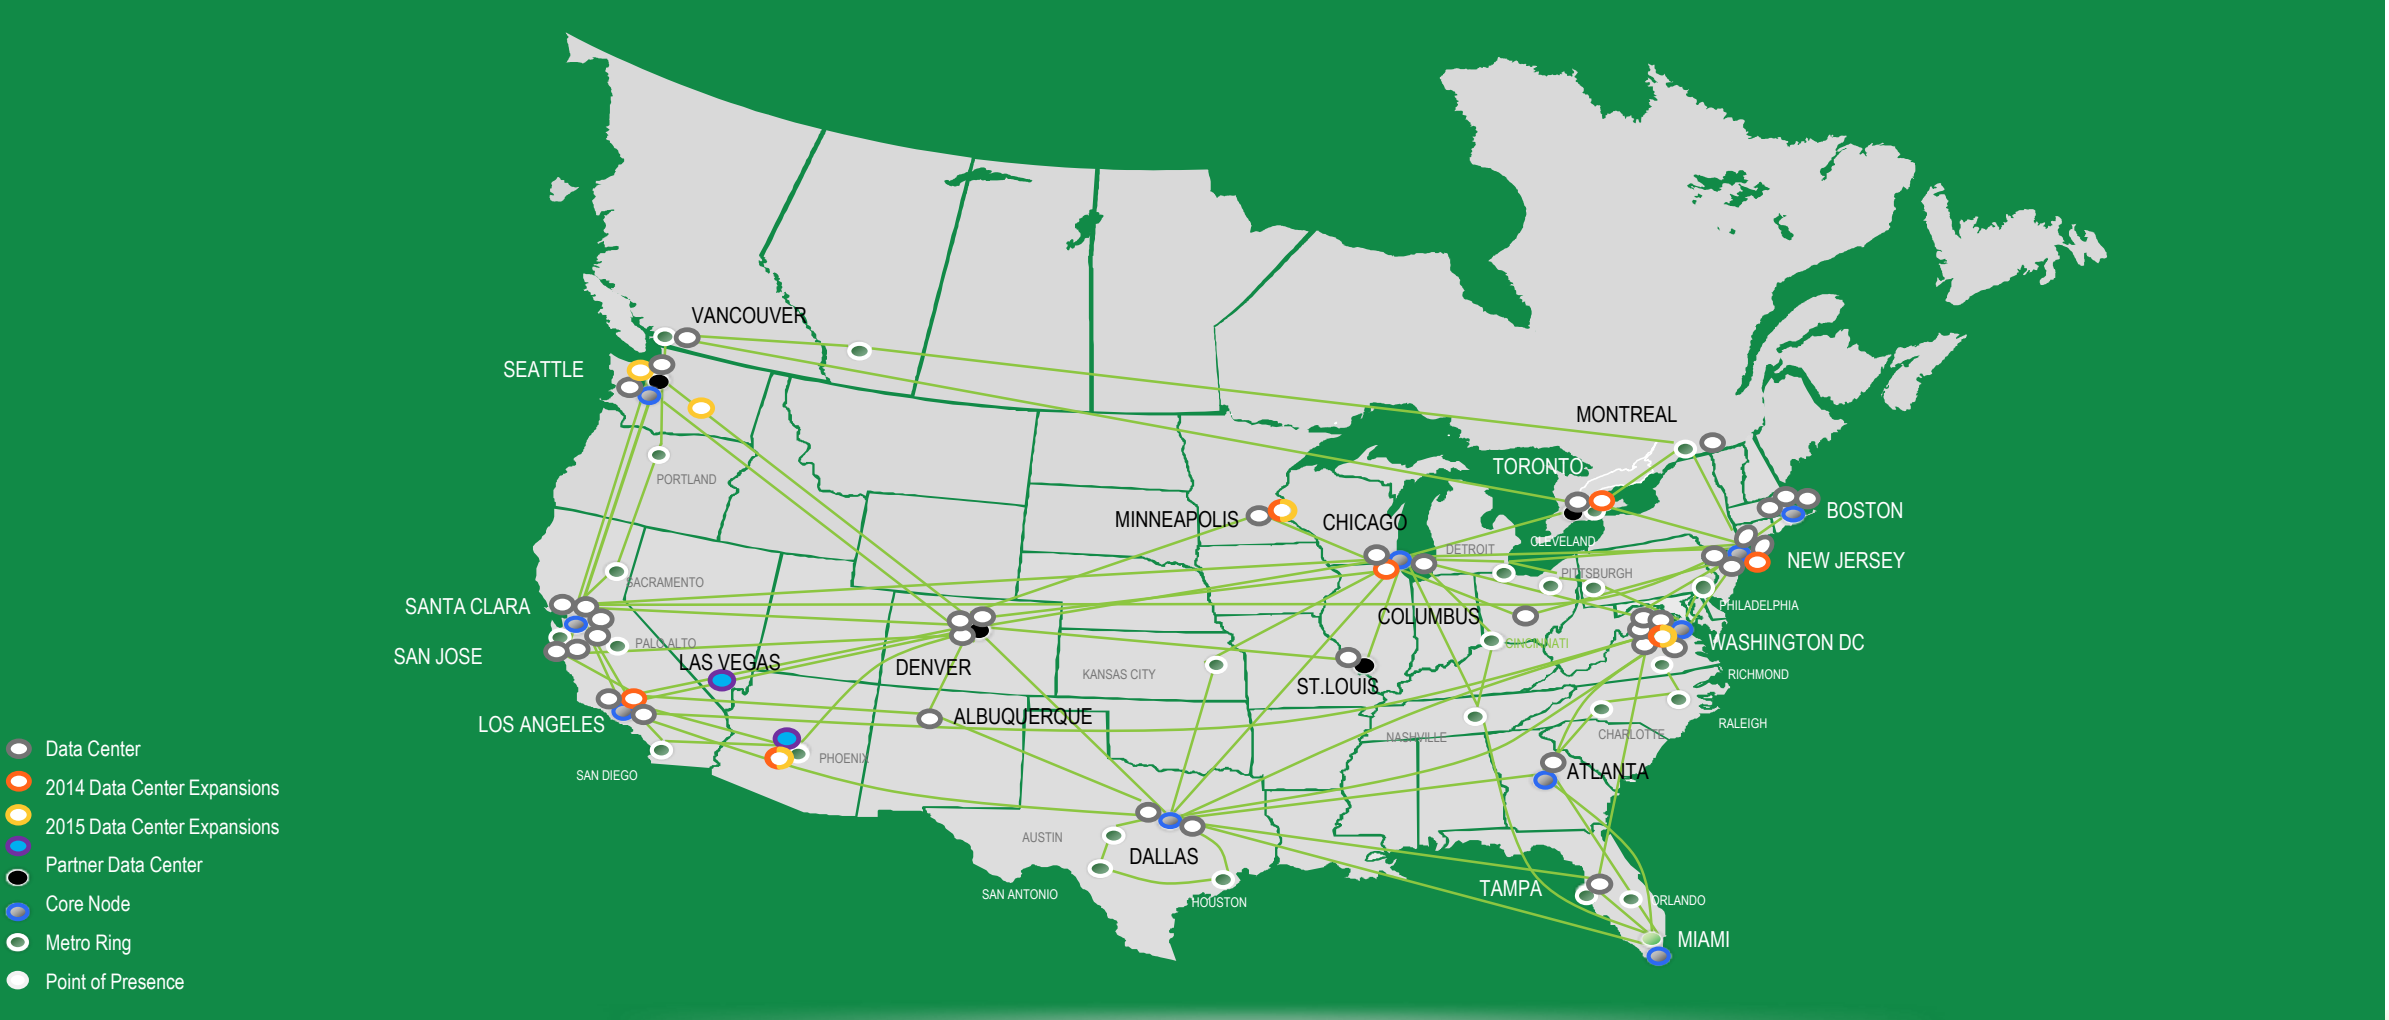 VANCOUVER
SEATTLE
MONTREAL
TORONTO
PORTLAND
BOSTON
MINNEAPOLIS
CHICAGO
DETROIT
CLEVELAND
NEW JERSEY
PITTSBURGH
SACRAMENTO
SANTA CLARA
PHILADELPHIA
COLUMBUS
CINCINNATI
WASHINGTON DC
PALO ALTO
SAN JOSE
LAS VEGAS
DENVER
KANSAS CITY
RICHMOND
ST.LOUIS
ALBUQUERQUE
LOS ANGELES
RALEIGH
NASHVILLE
CHARLOTTE
PHOENIX
SAN DIEGO
ATLANTA
AUSTIN
DALLAS
SAN ANTONIO
HOUSTON
TAMPA
ORLANDO
MIAMI
Data Center
2014 Data Center Expansions
2015 Data Center Expansions
Partner Data Center
Core Node
Metro Ring
Point of Presence